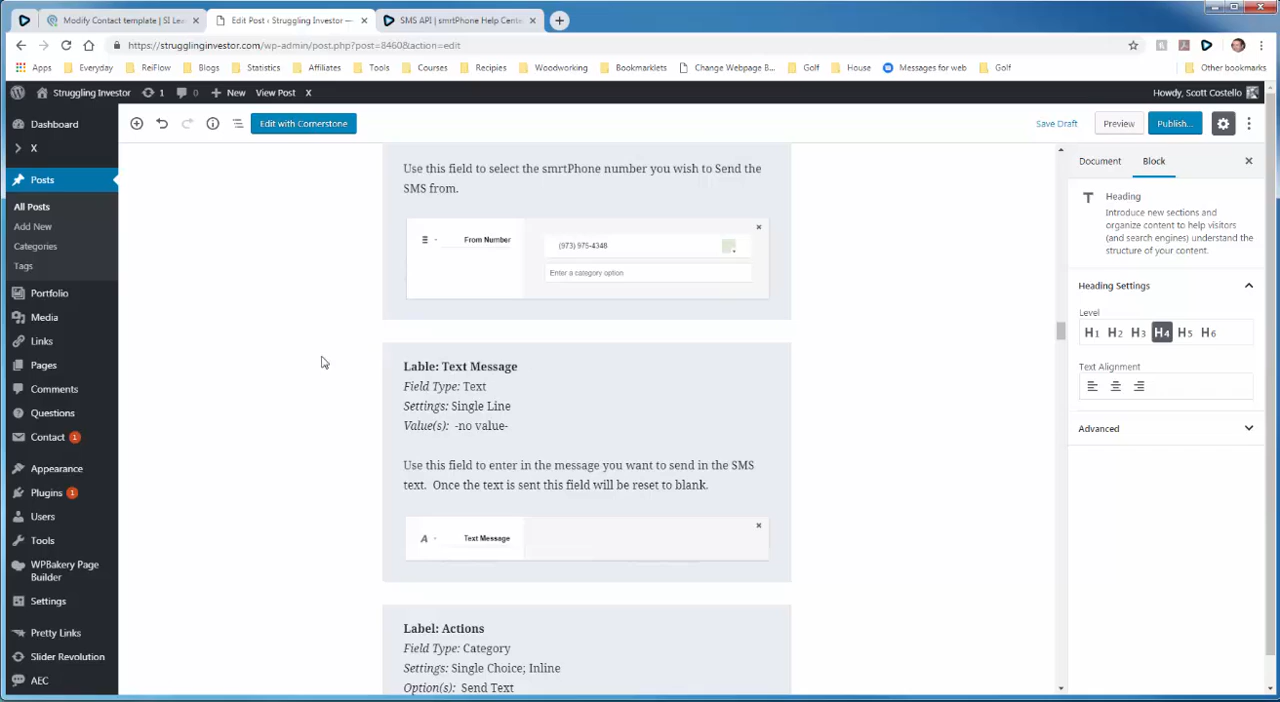 Modify Contact template | SI Lea
Edit Post ‹ Struggling Investor —
SMS API | smrtPhone Help Cente
https://strugglinginvestor.com/wp-admin/post.php?post=8460&action=edit
Apps Everyday ReiFlow Blogs Statistics Affiliates Tools Courses Recipies Woodworking Bookmarklets Change Webpage B... Golf House Messages for web Golf Other bookmarks
Struggling Investor 1 New View Post X Howdy, Scott Costello
Dashboard
X
Posts
All Posts
Add New
Categories
Tags
Portfolio
Media
Links
Pages
Comments
Questions
Contact 1
Appearance
Plugins 1
Users
Tools
WPBakery Page
Builder
Settings
Pretty Links
Slider Revolution
AEC
Edit with Cornerstone Save Draft Preview Publish...
Use this field to select the smrtPhone number you wish to Send the
SMS from.
From Number (973) 975-4348
Enter a category option
Lable: Text Message
Field Type: Text
Settings: Single Line
Value(s): -no value-
Use this field to enter in the message you want to send in the SMS
text. Once the text is sent this field will be reset to blank.
A Text Message
Label: Actions
Field Type: Category
Settings: Single Choice; Inline
Option(s): Send Text
Document Block
Heading
Introduce new sections and
organize content to help visitors
(and search engines) understand the
structure of your content.
Heading Settings
Level
H1 H2 H3 H4 H5 H6
Text Alignment
Advanced